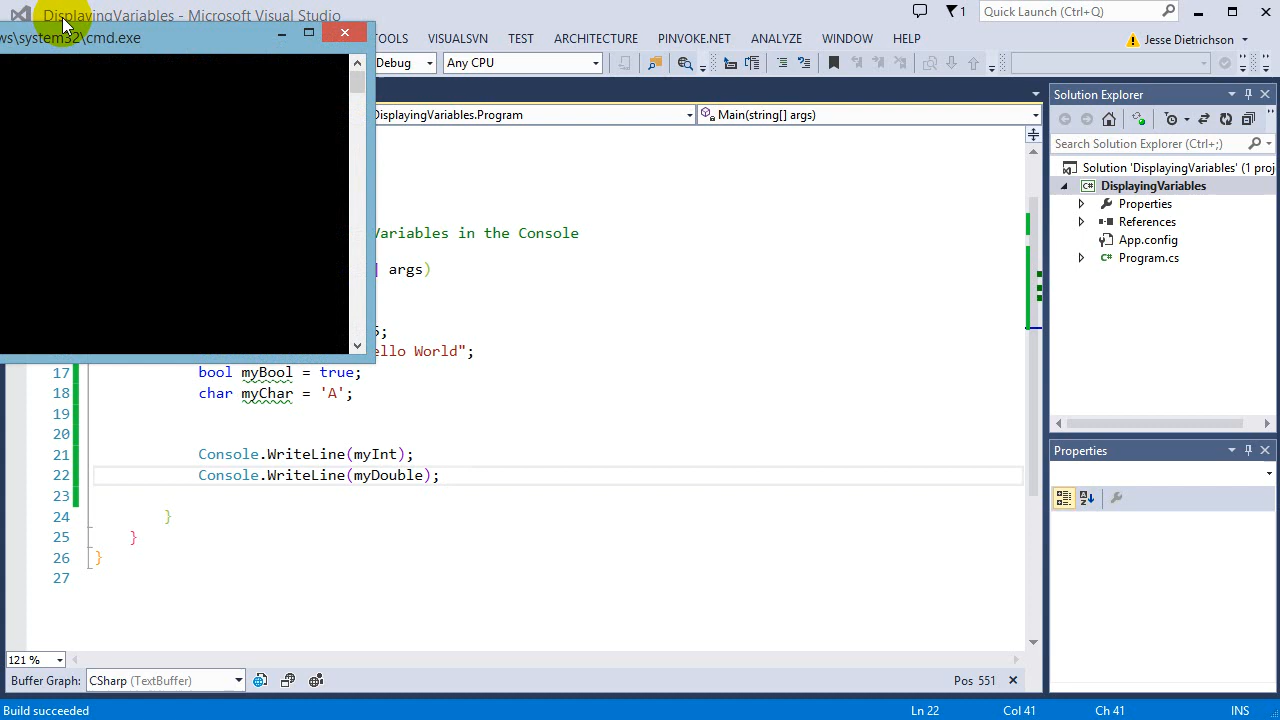 DisplayingVariables - Microsoft Visual Studio
1
Quick Launch (Ctrl+;)
ws\system32\cmd.exe
TOOLS VISUALSVN TEST ARCHITECTURE PINVOKE.NET ANALYZE WINDOW HELP
Jesse Dietrichson
Debug Any CPU
Solution Explorer
DisplayingVariables.Program Main(string[] args)
Search Solution Explorer (Ctrl+;)
Solution 'DisplayingVariables' (1 proj
DisplayingVariables
Properties
References
App.config
Program.cs
Variables in the Console
args)
5;
ello World";
17 bool myBool = true;
18 char myChar = 'A';
19
20
21 Console.WriteLine(myInt);
22 Console.WriteLine(myDouble);
23
24 }
25 }
26 }
27
Properties
121 %
Buffer Graph: CSharp (TextBuffer) Pos 551
Build succeeded Ln 22 Col 41 Ch 41 INS